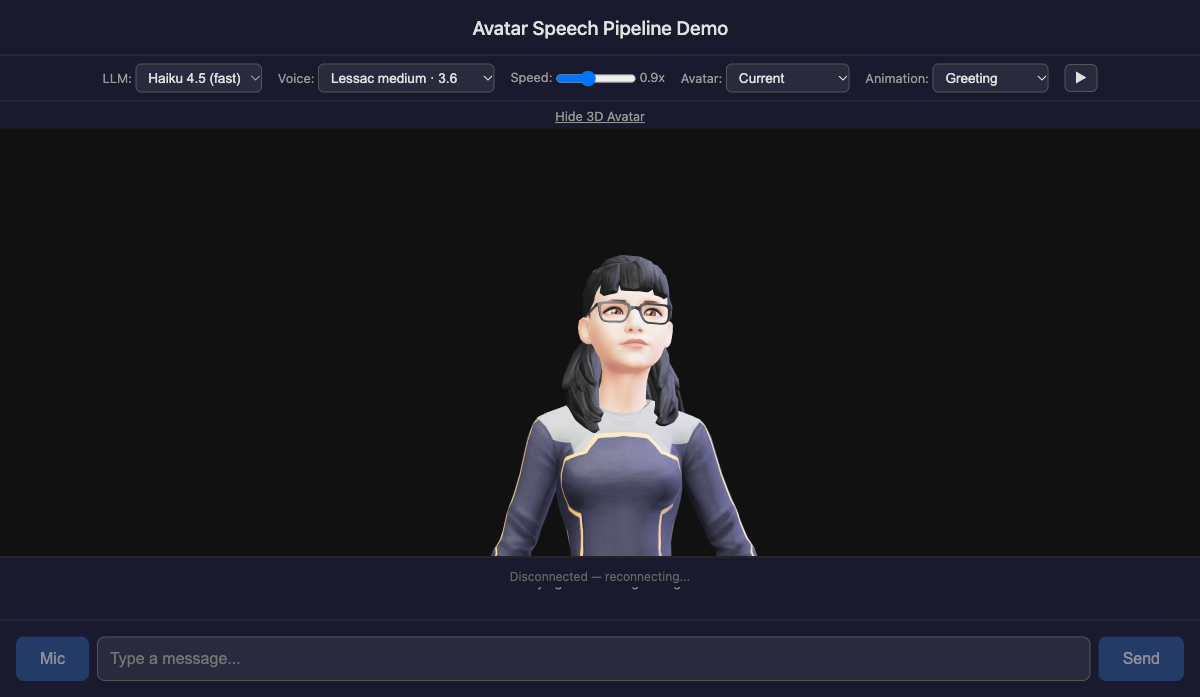 Avatar Speech Pipeline Demo
LLM: Haiku 4.5 (fast) Voice: Lessac medium · 3.6 Speed: 0.9x Avatar: Current Animation: Greeting
Hide 3D Avatar
Disconnected — reconnecting...
Mic Type a message... Send